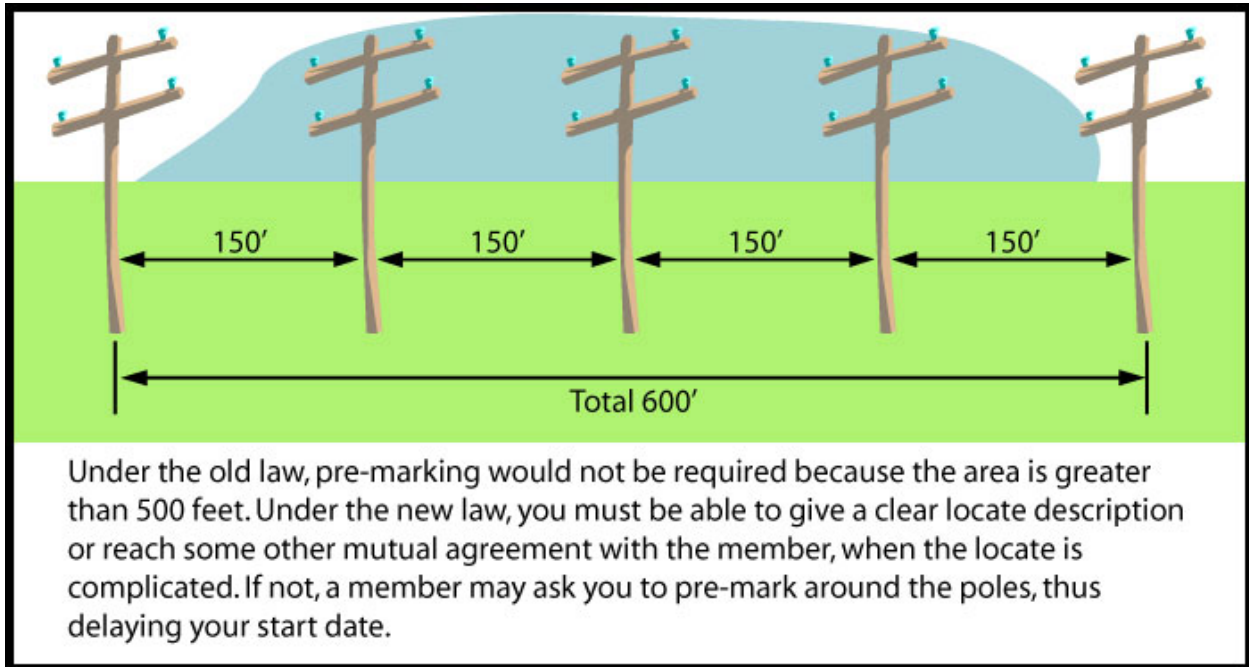 150′ 150′ 150′ 150′
Total 600′
Under the old law, pre-marking would not be required because the area is greater
than 500 feet. Under the new law, you must be able to give a clear locate description
or reach some other mutual agreement with the member, when the locate is
complicated. If not, a member may ask you to pre-mark around the poles, thus
delaying your start date.